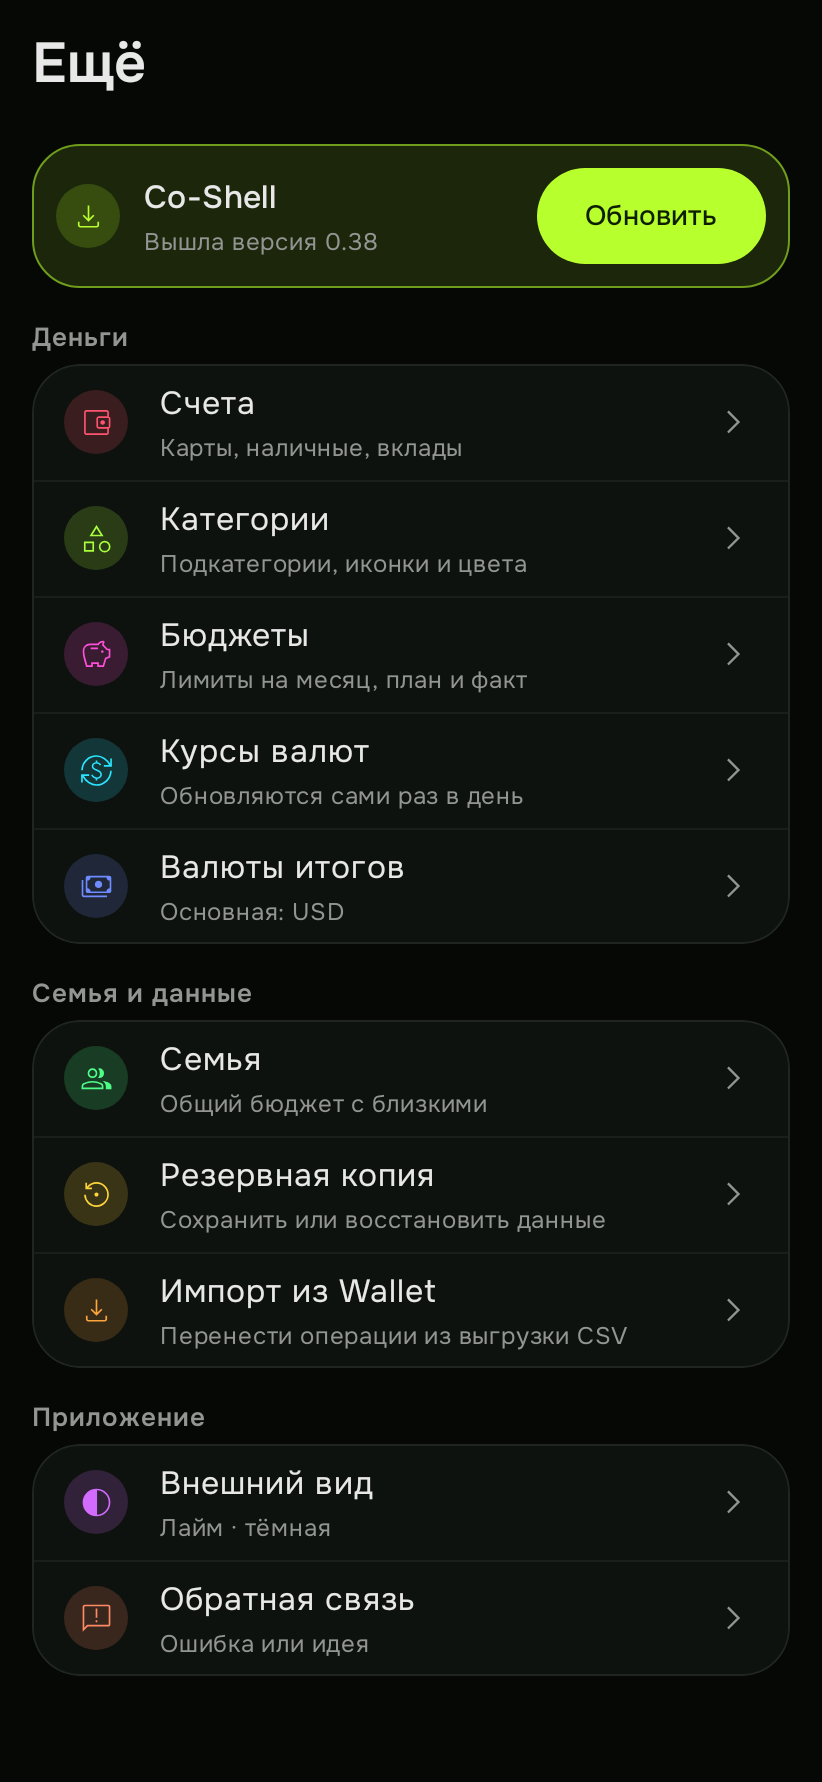 Ещё
Co-Shell
Вышла версия 0.38
Обновить
Деньги
Счета
Карты, наличные, вклады
Категории
Подкатегории, иконки и цвета
Бюджеты
Лимиты на месяц, план и факт
Курсы валют
Обновляются сами раз в день
Валюты итогов
Основная: USD
Семья и данные
Семья
Общий бюджет с близкими
Резервная копия
Сохранить или восстановить данные
Импорт из Wallet
Перенести операции из выгрузки CSV
Приложение
Внешний вид
Лайм · тёмная
Обратная связь
Ошибка или идея